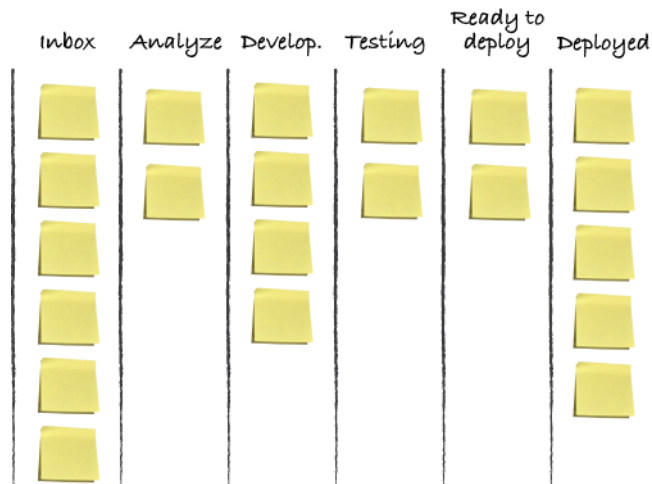 Inbox
Analyze
Develop.
Testing
Ready to
deploy
Deployed